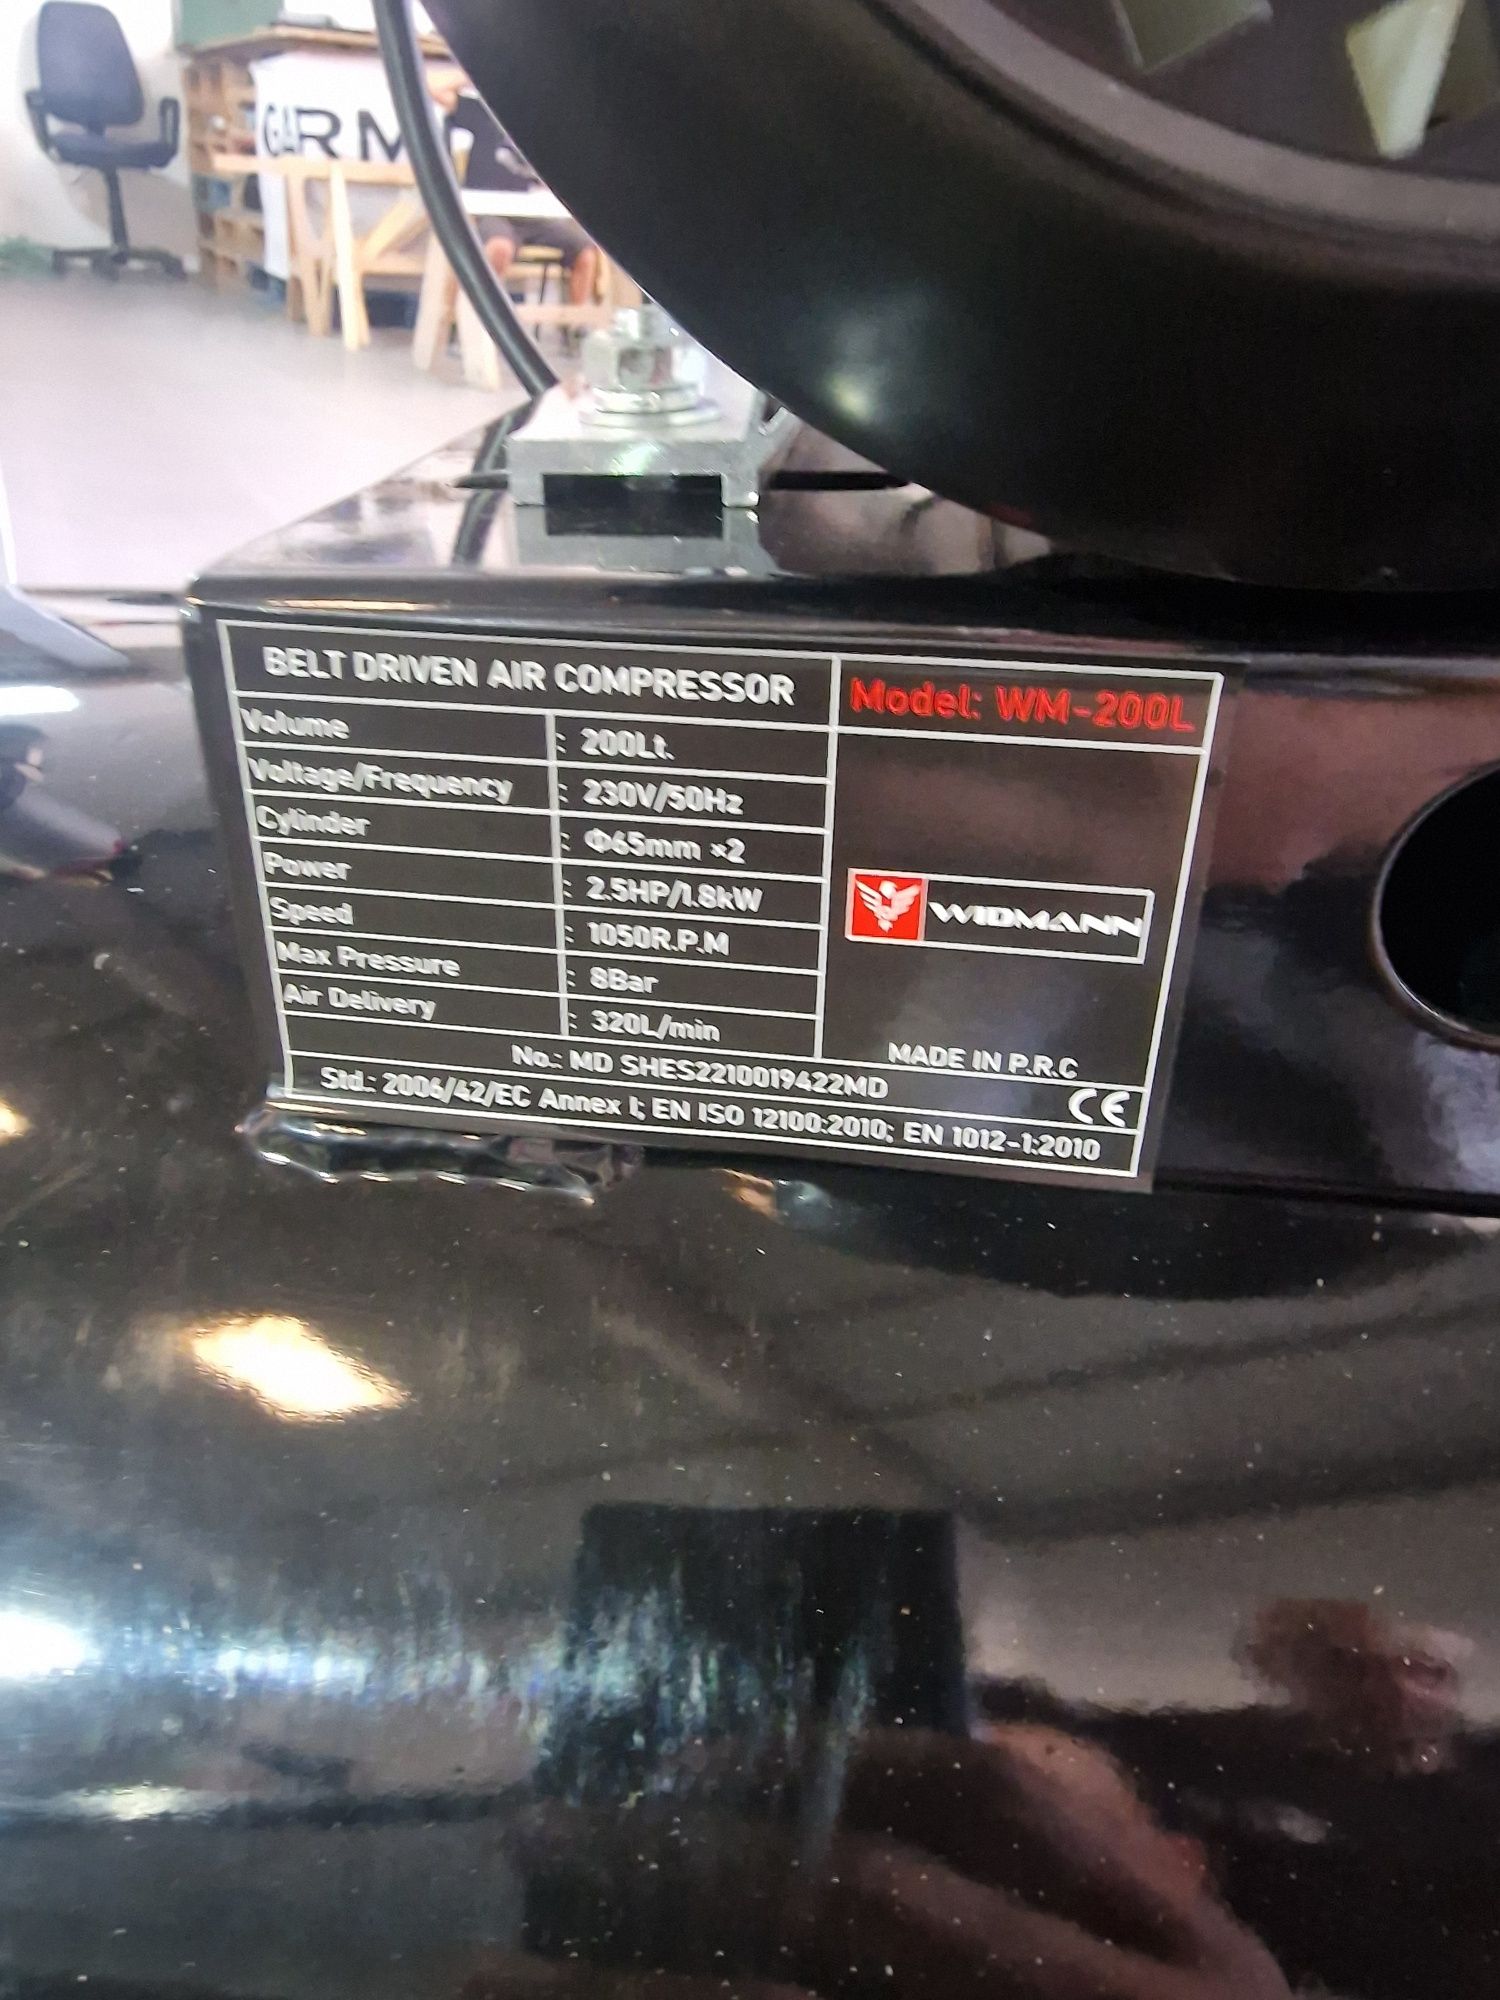 GARM
BELT DRIVEN AIR COMPRESSOR
Model: WM-200L
Volume : 200Lt.
Voltage/Frequency : 230V/50Hz
Cylinder : Φ65mm ×2
Power : 2.5HP/1.8kW
Speed : 1050R.P.M
Max Pressure : 8Bar
Air Delivery : 320L/min
WIDMANN
MADE IN P.R.C
No.: MD SHES2210019422MD
CE
Std.: 2006/42/EC Annex I; EN ISO 12100:2010; EN 1012-1:2010